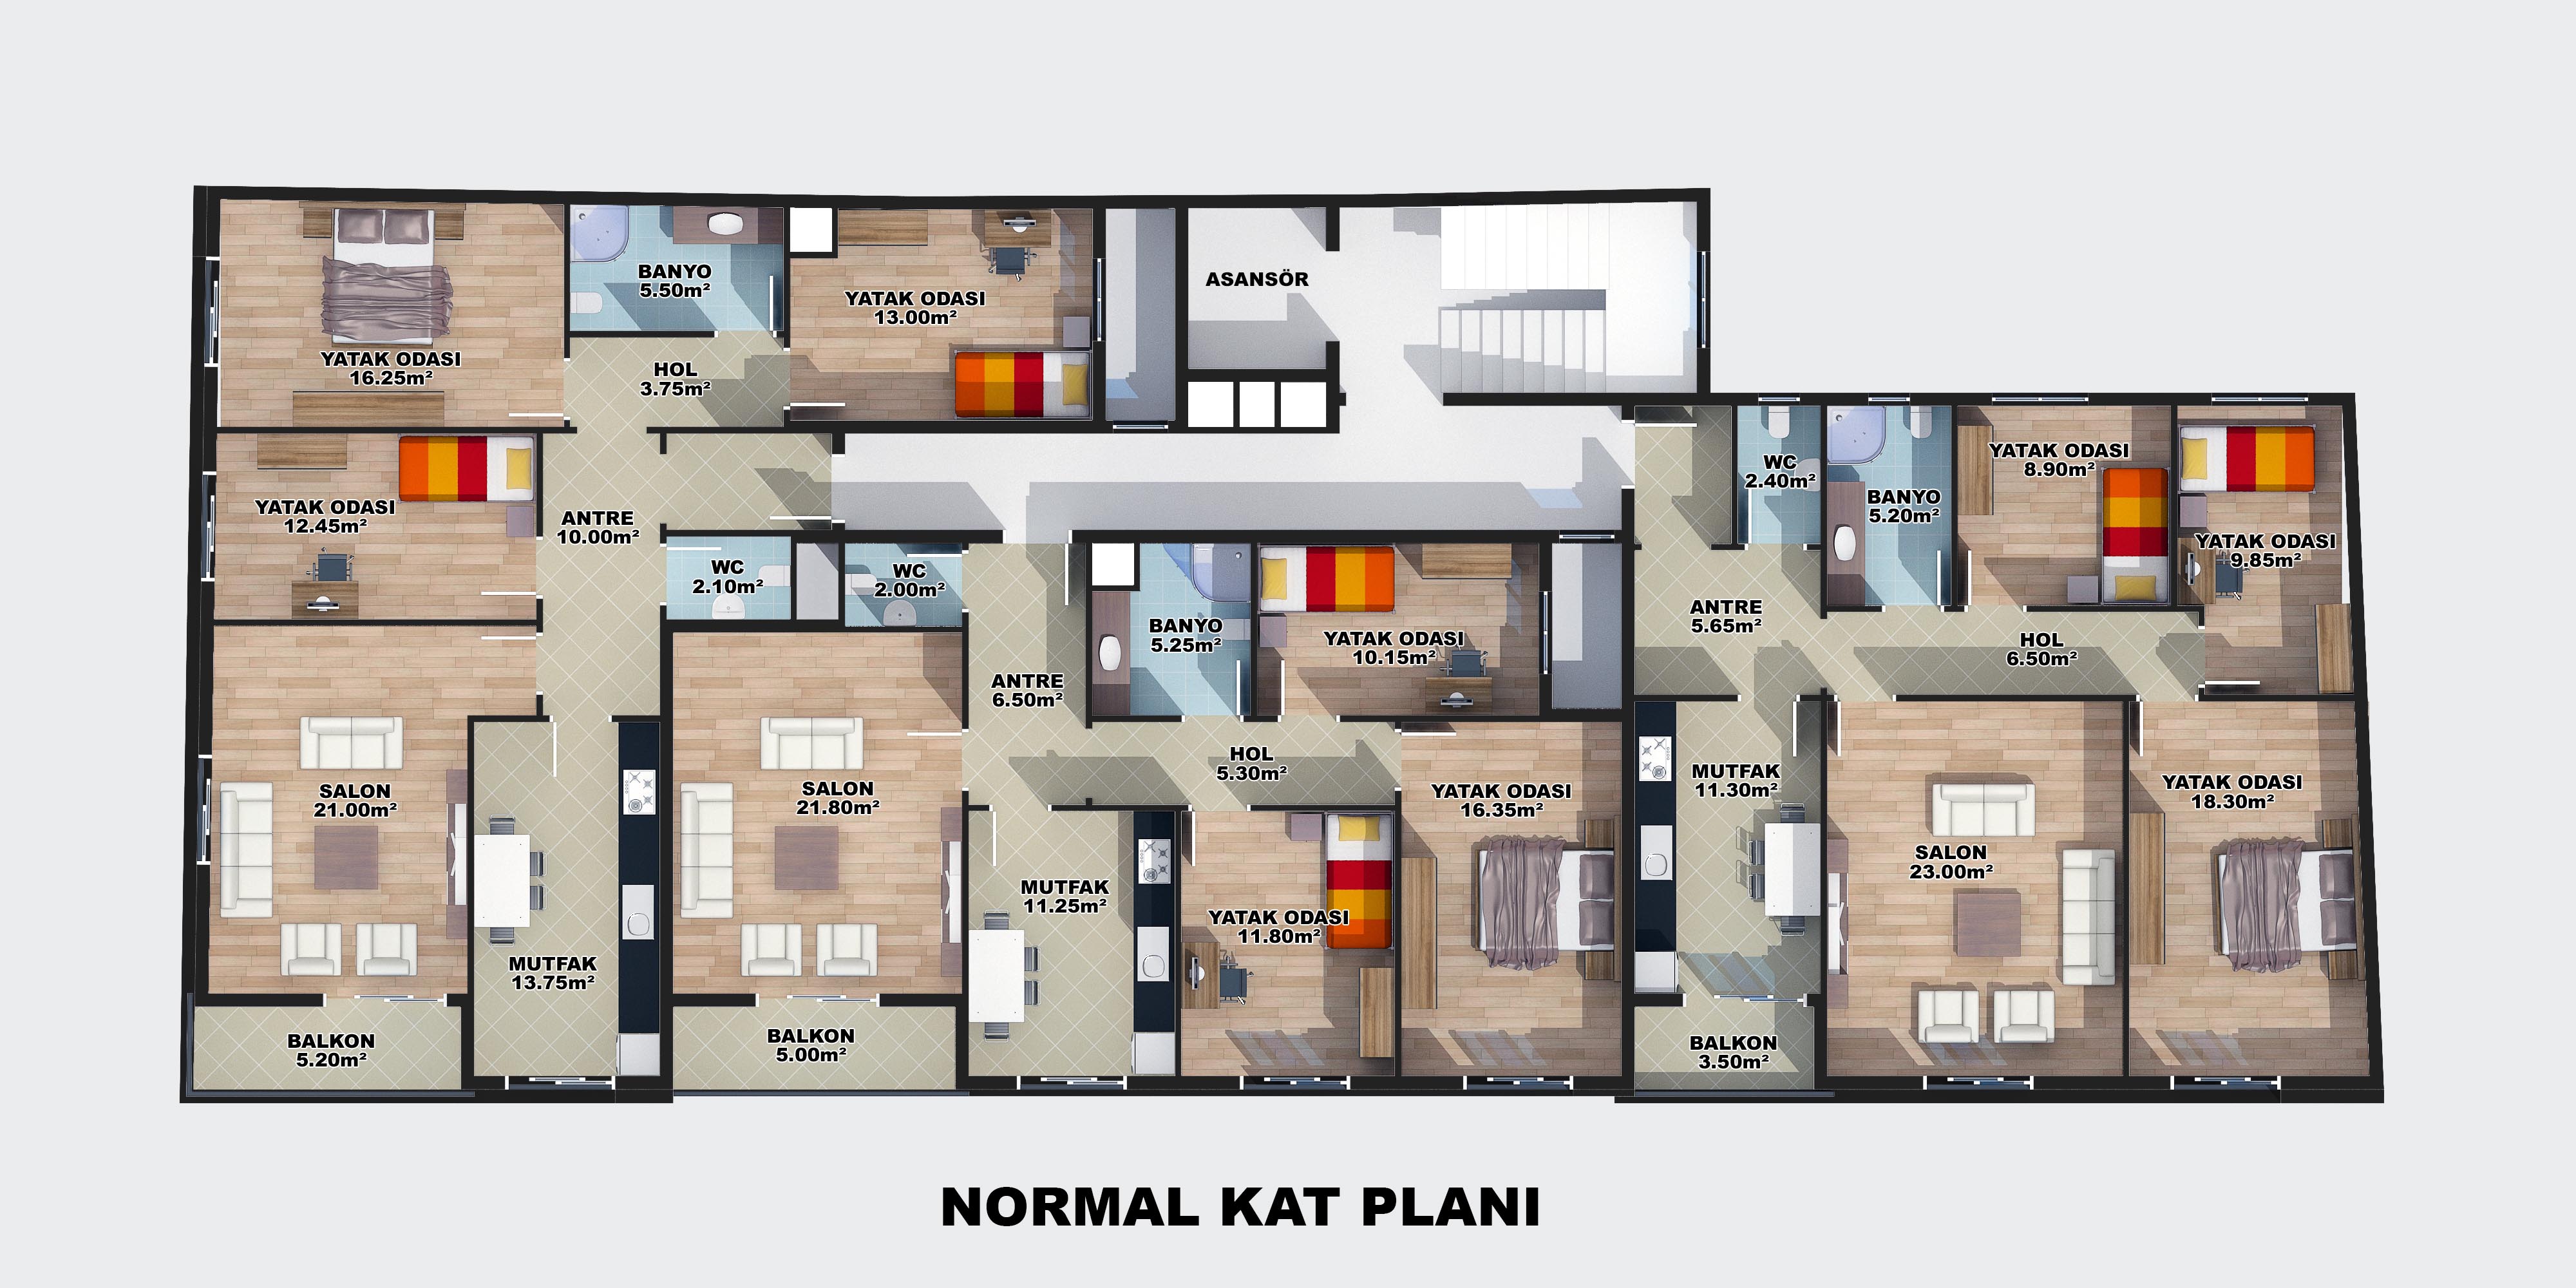 YATAK ODASI
16.25m²
BANYO
5.50m²
YATAK ODASI
13.00m²
ASANSÖR
HOL
3.75m²
YATAK ODASI
12.45m²
ANTRE
10.00m²
WC
2.10m²
WC
2.00m²
SALON
21.00m²
MUTFAK
13.75m²
BALKON
5.20m²
SALON
21.80m²
BALKON
5.00m²
ANTRE
6.50m²
BANYO
5.25m²
YATAK ODASI
10.15m²
HOL
5.30m²
MUTFAK
11.25m²
YATAK ODASI
11.80m²
YATAK ODASI
16.35m²
WC
2.40m²
BANYO
5.20m²
YATAK ODASI
8.90m²
YATAK ODASI
9.85m²
ANTRE
5.65m²
HOL
6.50m²
MUTFAK
11.30m²
SALON
23.00m²
YATAK ODASI
18.30m²
BALKON
3.50m²
NORMAL KAT PLANI